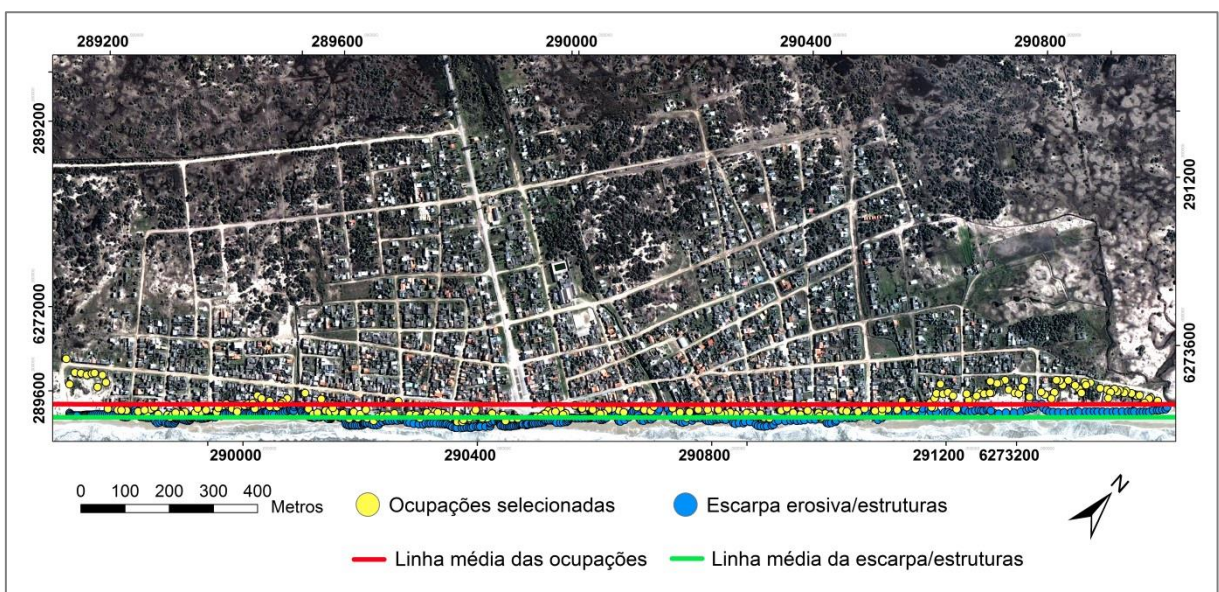 289200 289600 290000 290400 290800
289200 291200
6272000 6273600
289600
290000 290400 290800 291200 6273200
0 100 200 300 400 Metros
Ocupações selecionadas Escarpa erosiva/estruturas
N
Linha média das ocupações Linha média da escarpa/estruturas